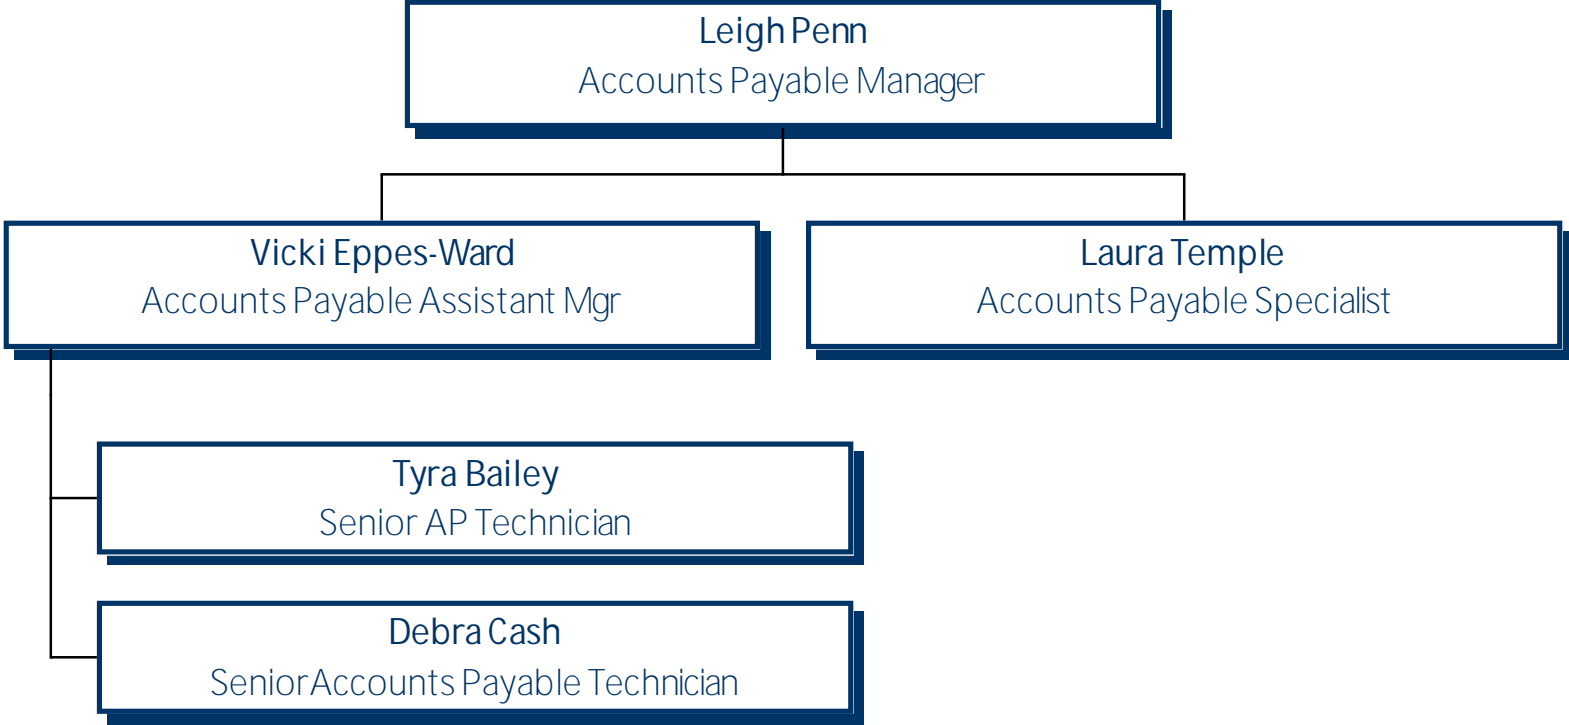 Leigh Penn
Accounts Payable Manager
Vicki Eppes-Ward
Accounts Payable Assistant Mgr
Laura Temple
Accounts Payable Specialist
Tyra Bailey
Senior AP Technician
Debra Cash
Senior Accounts Payable Technician